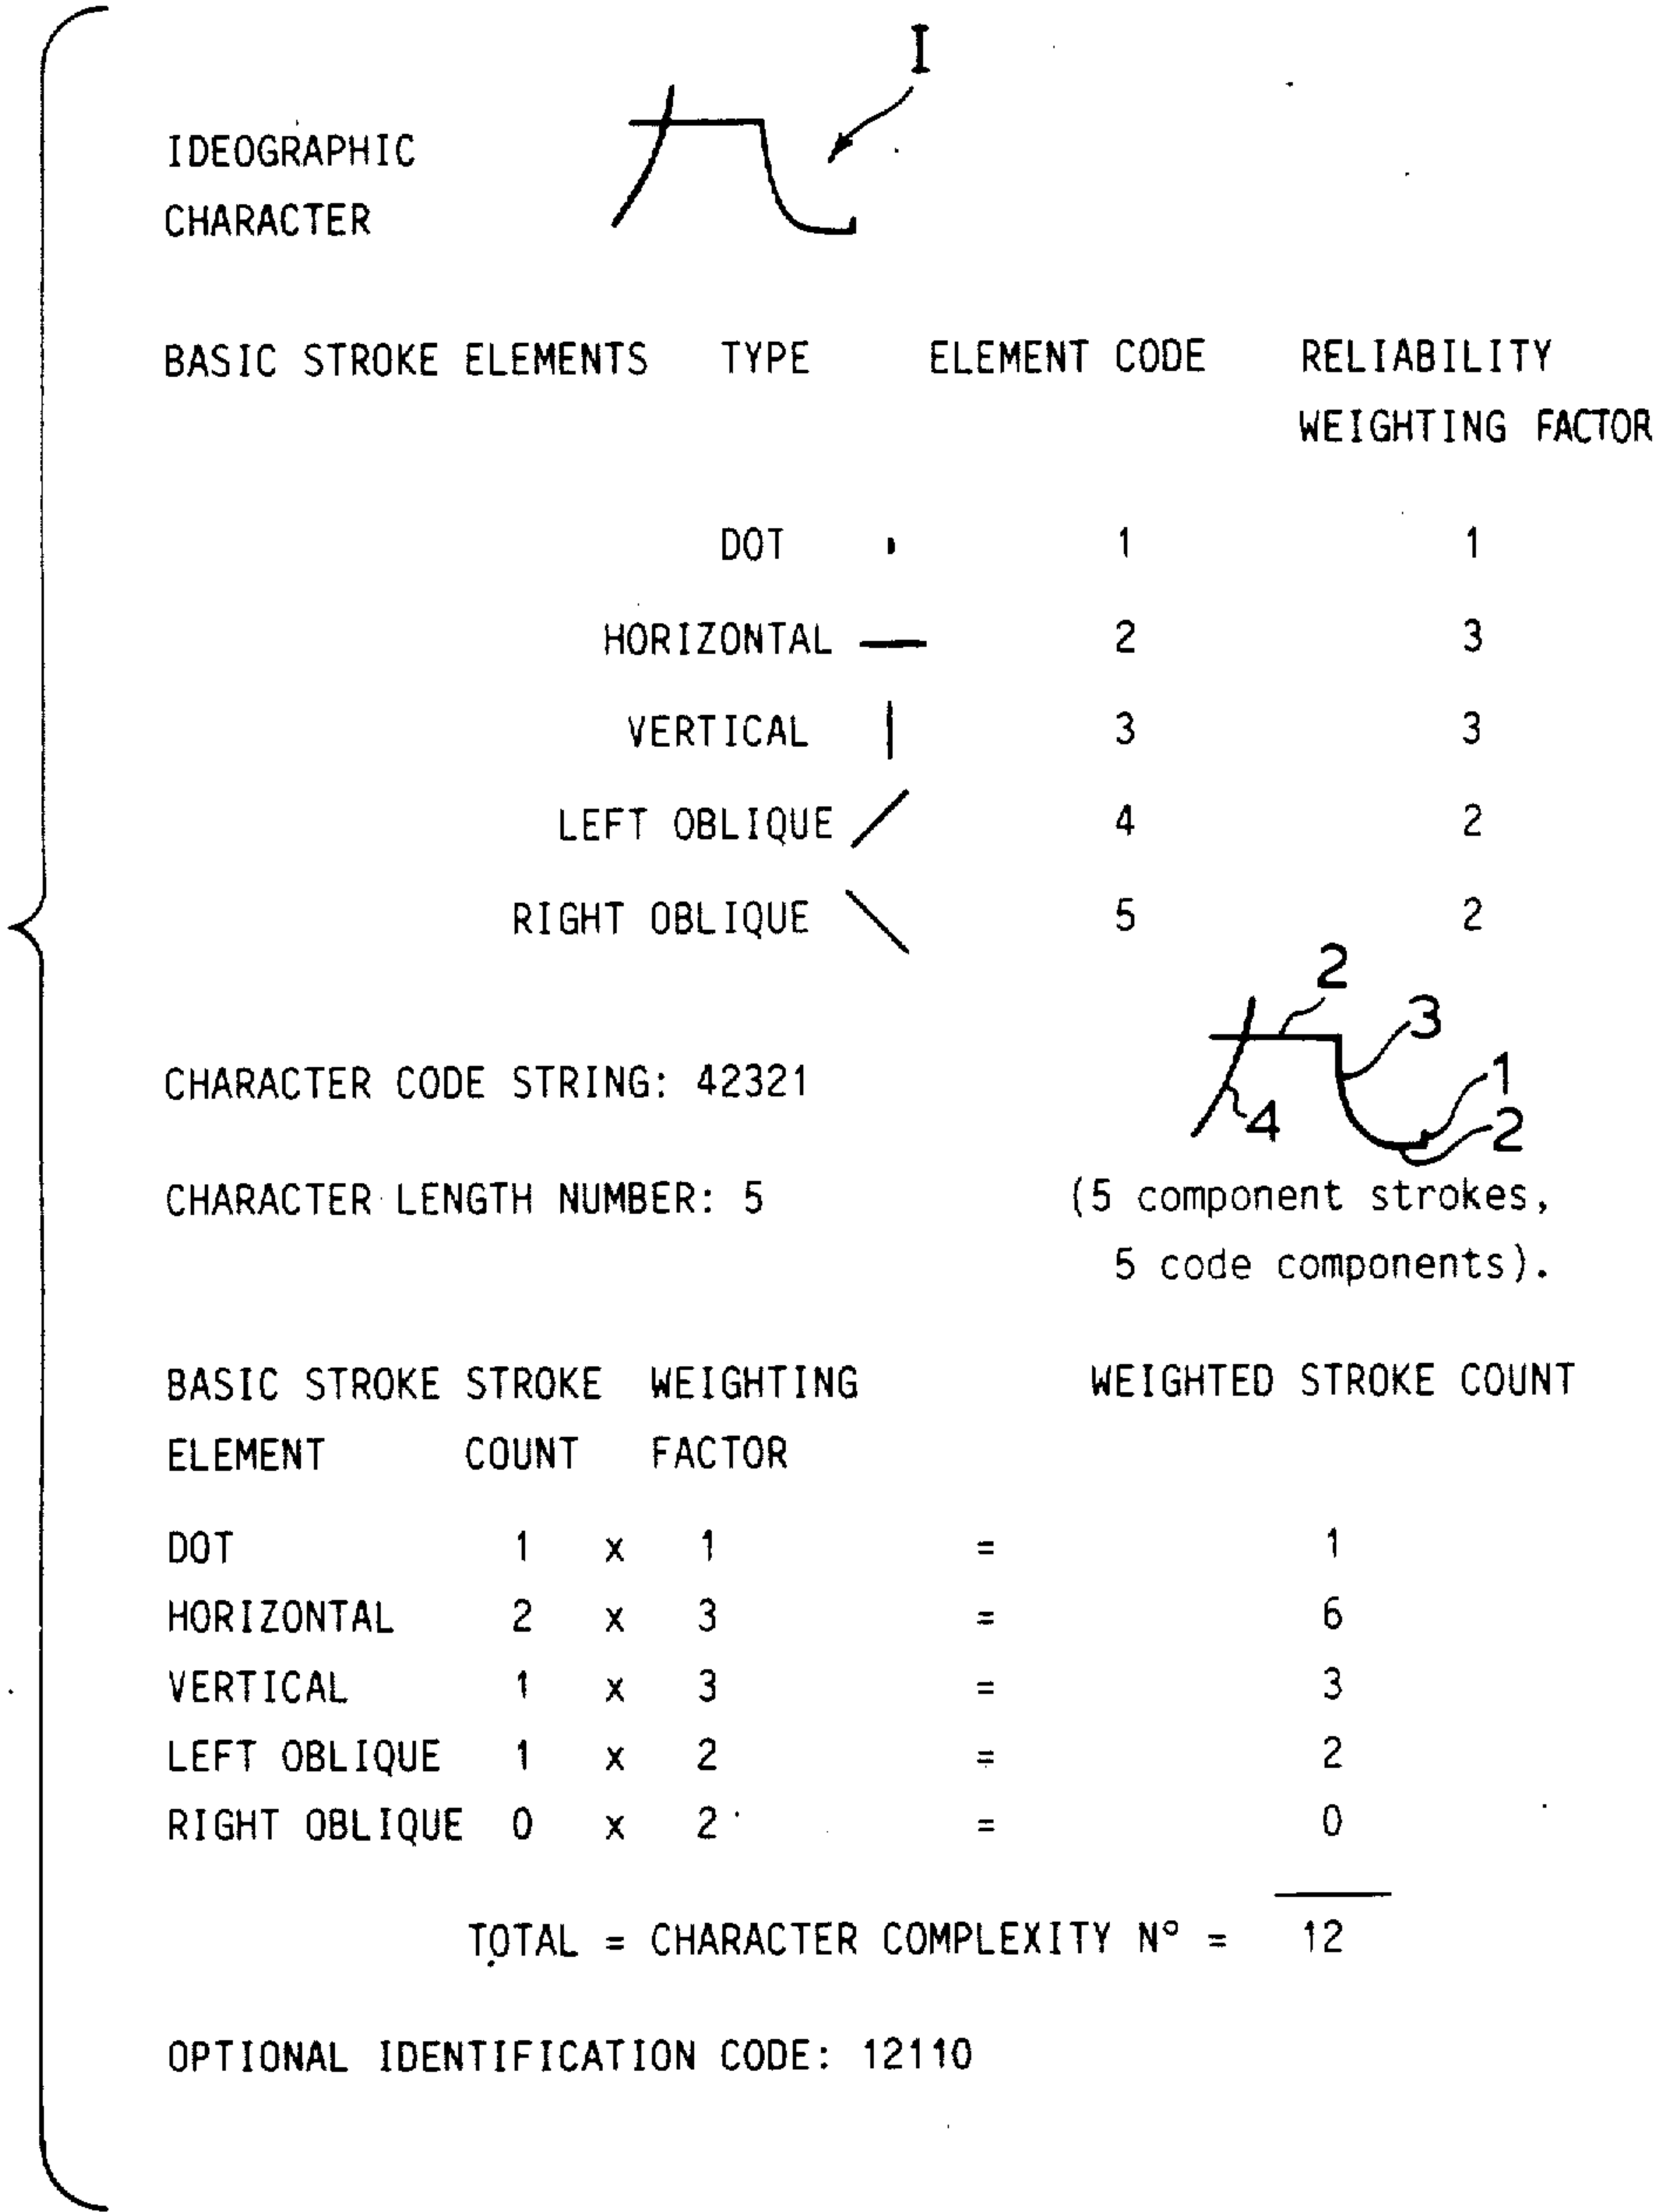 I
IDEOGRAPHIC
CHARACTER
BASIC STROKE ELEMENTS TYPE ELEMENT CODE RELIABILITY
WEIGHTING FACTOR
DOT 1 1
HORIZONTAL 2 3
VERTICAL 3 3
LEFT OBLIQUE 4 2
RIGHT OBLIQUE 5 2
2
3
CHARACTER CODE STRING: 42321
1
4
2
CHARACTER LENGTH NUMBER: 5 (5 component strokes,
5 code components).
BASIC STROKE STROKE WEIGHTING WEIGHTED STROKE COUNT
ELEMENT COUNT FACTOR
DOT 1 x 1 = 1
HORIZONTAL 2 x 3 = 6
VERTICAL 1 x 3 = 3
LEFT OBLIQUE 1 x 2 = 2
RIGHT OBLIQUE 0 x 2 = 0
TOTAL = CHARACTER COMPLEXITY Nº = 12
OPTIONAL IDENTIFICATION CODE: 12110